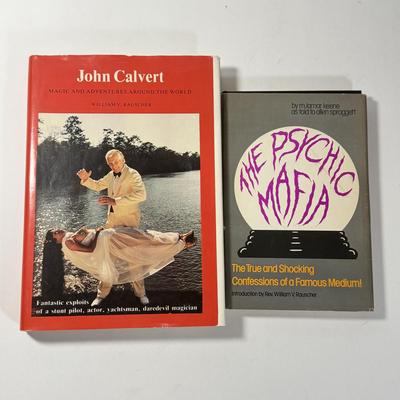 John Calvert
MAGIC AND ADVENTURES AROUND THE WORLD
WILLIAM V. RAUSCHER
Fantastic exploits
of a stunt pilot, actor, yachtsman, daredevil magician
by m.lamar keene
as told to allen spraggett
THE PSYCHIC
MAFIA
The True and Shocking
Confessions of a Famous Medium!
Introduction by Rev. William V. Rauscher